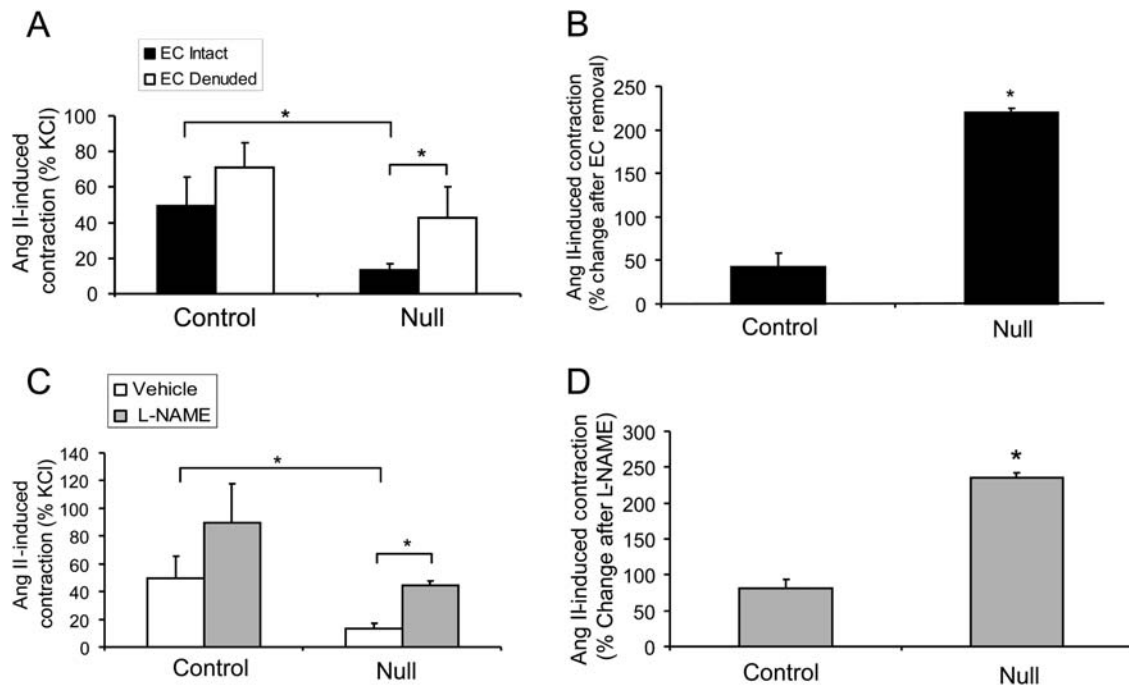 A
EC Intact
EC Denuded
Ang II-induced
contraction (% KCl)
100
80
60
40
20
0
*
*
Control
Null
B
Ang II-induced contraction
(% change after EC removal)
250
200
150
100
50
0
*
Control
Null
C
Vehicle
L-NAME
Ang II-induced
contraction (% KCl)
140
120
100
80
60
40
20
0
*
*
Control
Null
D
Ang II-induced contraction
(% Change after L-NAME)
300
250
200
150
100
50
0
*
Control
Null